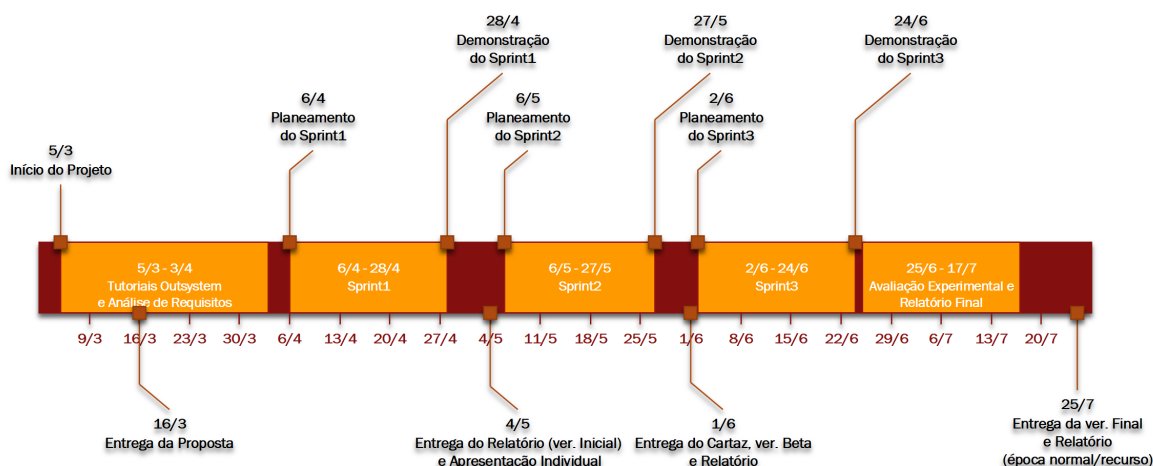 28/4
Demonstração
do Sprint1
27/5
Demonstração
do Sprint2
24/6
Demonstração
do Sprint3
6/4
Planeamento
do Sprint1
6/5
Planeamento
do Sprint2
2/6
Planeamento
do Sprint3
5/3
Início do Projeto
5/3 - 3/4
Tutoriais Outsystem
e Análise de Requisitos
6/4 - 28/4
Sprint1
6/5 - 27/5
Sprint2
2/6 - 24/6
Sprint3
25/6 - 17/7
Avaliação Experimental e
Relatório Final
9/3 16/3 23/3 30/3 6/4 13/4 20/4 27/4 4/5 11/5 18/5 25/5 1/6 8/6 15/6 22/6 29/6 6/7 13/7 20/7
16/3
Entrega da Proposta
4/5
Entrega do Relatório (ver. Inicial)
e Apresentação Individual
1/6
Entrega do Cartaz, ver. Beta
e Relatório
25/7
Entrega da ver. Final
e Relatório
(época normal/recurso)